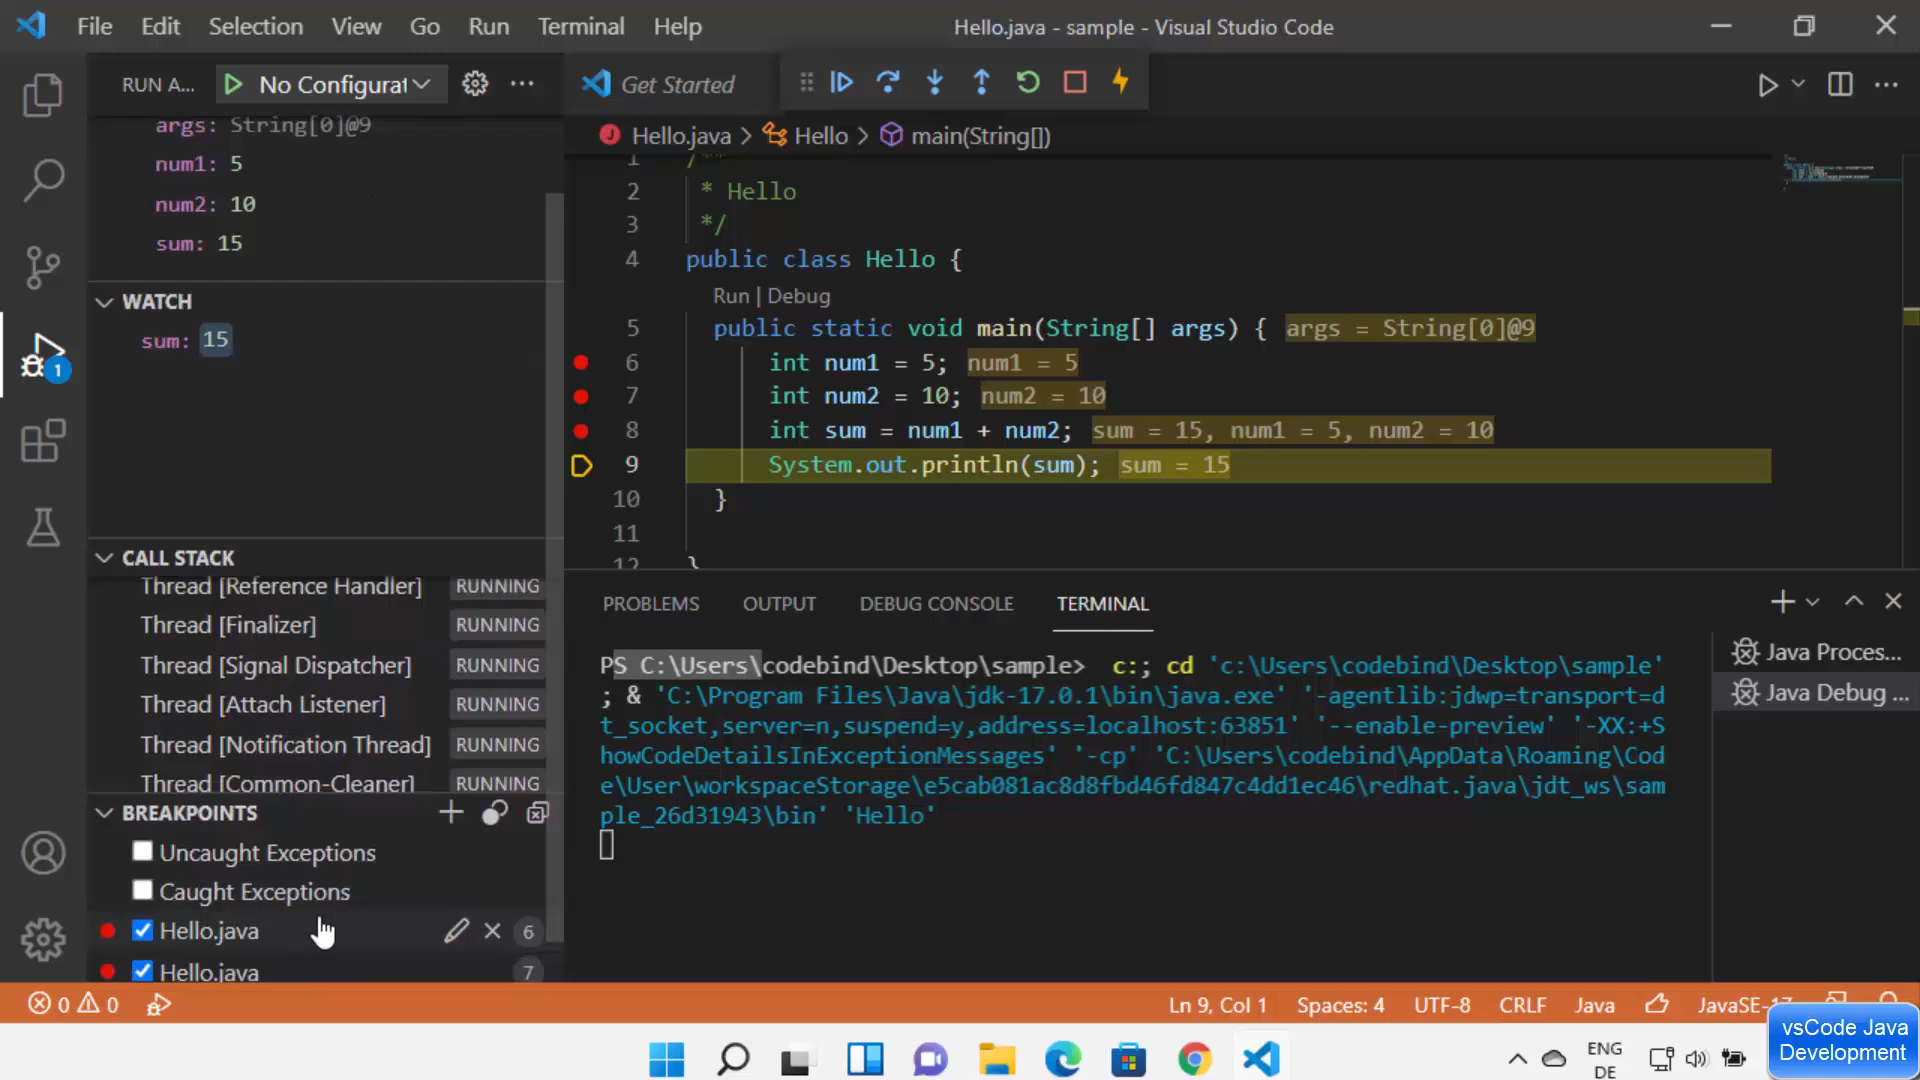 File Edit Selection View Go Run Terminal Help
Hello.java - sample - Visual Studio Code
RUN A... No Configurat
Get Started
args: String[0]@9
num1: 5
num2: 10
sum: 15
WATCH
sum: 15
CALL STACK
Thread [Reference Handler] RUNNING
Thread [Finalizer] RUNNING
Thread [Signal Dispatcher] RUNNING
Thread [Attach Listener] RUNNING
Thread [Notification Thread] RUNNING
Thread [Common-Cleaner] RUNNING
BREAKPOINTS
Uncaught Exceptions
Caught Exceptions
Hello.java 6
Hello.java 7
Hello.java > Hello > main(String[])
1 /**
2 * Hello
3 */
4 public class Hello {
Run | Debug
5 public static void main(String[] args) { args = String[0]@9
6 int num1 = 5; num1 = 5
7 int num2 = 10; num2 = 10
8 int sum = num1 + num2; sum = 15, num1 = 5, num2 = 10
9 System.out.println(sum); sum = 15
10 }
11
12 }
PROBLEMS OUTPUT DEBUG CONSOLE TERMINAL
PS C:\Users\codebind\Desktop\sample> c:; cd 'c:\Users\codebind\Desktop\sample'
; & 'C:\Program Files\Java\jdk-17.0.1\bin\java.exe' '-agentlib:jdwp=transport=d
t_socket,server=n,suspend=y,address=localhost:63851' '--enable-preview' '-XX:+S
howCodeDetailsInExceptionMessages' '-cp' 'C:\Users\codebind\AppData\Roaming\Cod
e\User\workspaceStorage\e5cab081ac8d8fbd46fd847c4dd1ec46\redhat.java\jdt_ws\sam
ple_26d31943\bin' 'Hello'
Java Proces...
Java Debug ...
1
0 0
Ln 9, Col 1 Spaces: 4 UTF-8 CRLF Java JavaSE-17
ENG
DE
vsCode Java
Development